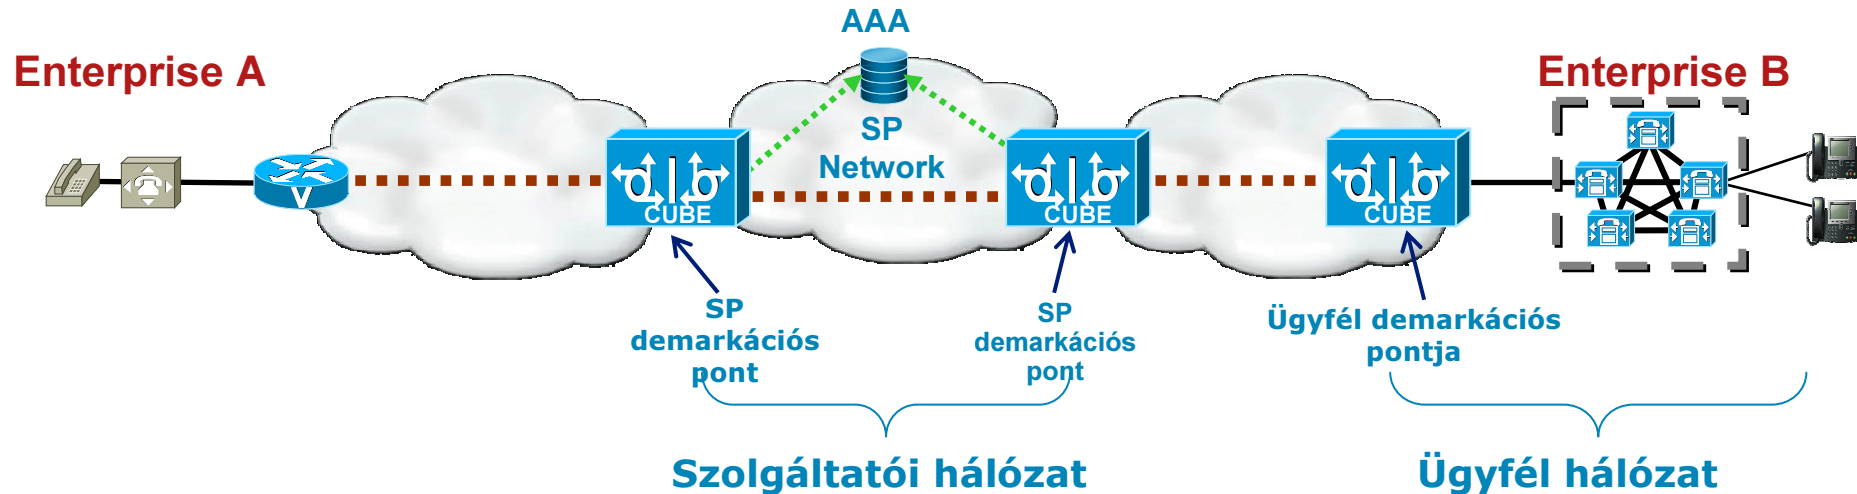 AAA
Enterprise A
Enterprise B
SP
Network
V
CUBE
CUBE
CUBE
SP
demarkációs
pont
SP
demarkációs
pont
Ügyfél demarkációs
pontja
Szolgáltatói hálózat
Ügyfél hálózat